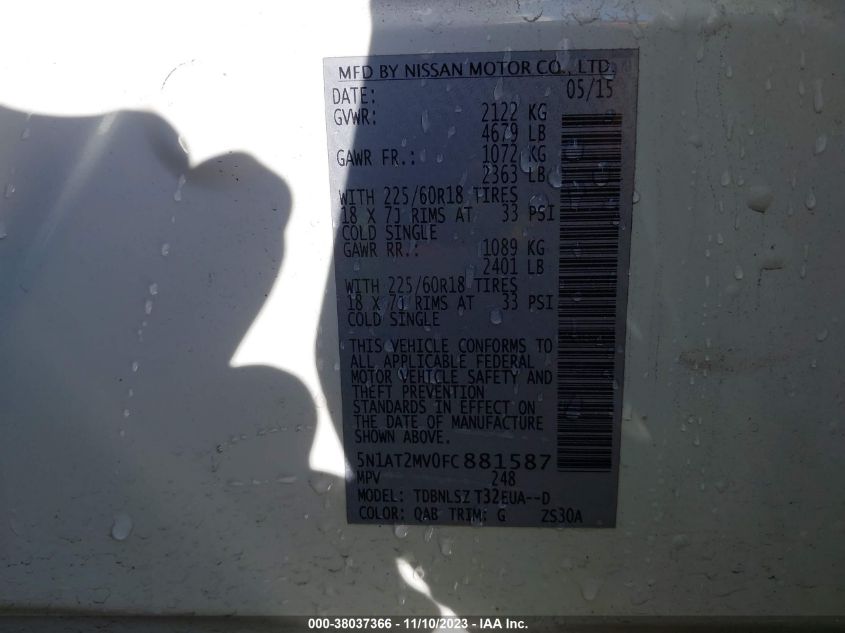 MFD BY NISSAN MOTOR CO., LTD.
DATE: 05/15
GVWR: 2122 KG
4679 LB
GAWR FR.: 1072 KG
2363 LB
WITH 225/60R18 TIRES
18 X 7J RIMS AT 33 PSI
COLD SINGLE
GAWR RR.: 1089 KG
2401 LB
WITH 225/60R18 TIRES
18 X 7J RIMS AT 33 PSI
COLD SINGLE
THIS VEHICLE CONFORMS TO
ALL APPLICABLE FEDERAL
MOTOR VEHICLE SAFETY AND
THEFT PREVENTION
STANDARDS IN EFFECT ON
THE DATE OF MANUFACTURE
SHOWN ABOVE.
5N1AT2MV0FC881587
MPV 248
MODEL: TDBNLSZ T32EUA--D
COLOR: QAB TRIM: G ZS30A
000-38037366 - 11/10/2023 - IAA Inc.